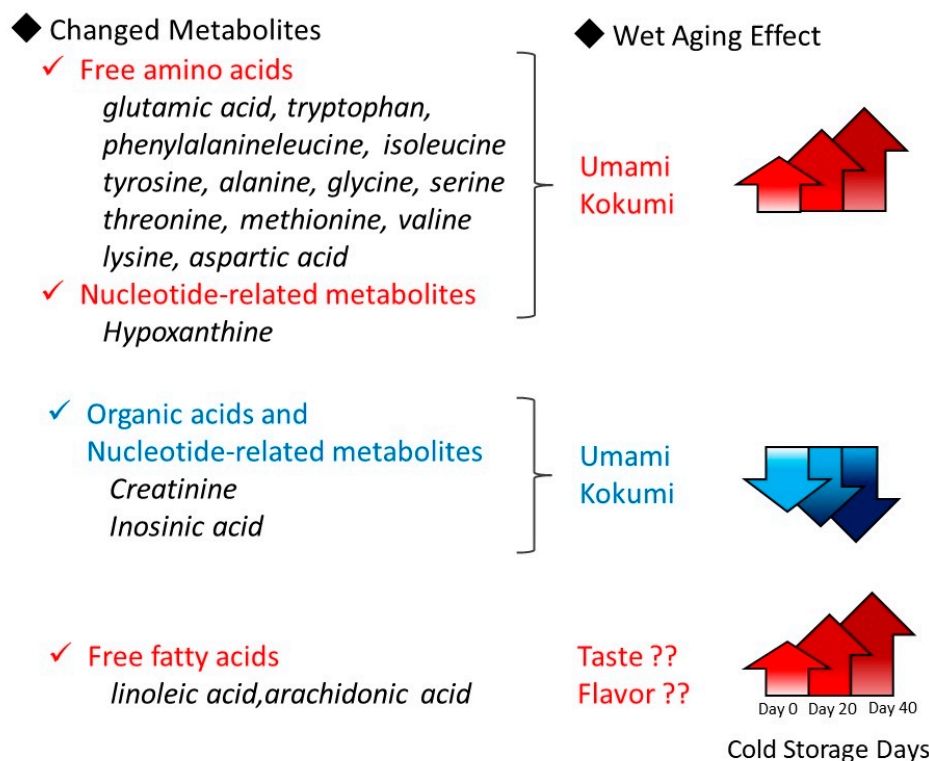 ◆ Changed Metabolites
✓ Free amino acids
glutamic acid, tryptophan,
phenylalanineleucine, isoleucine
tyrosine, alanine, glycine, serine
threonine, methionine, valine
lysine, aspartic acid
✓ Nucleotide-related metabolites
Hypoxanthine
✓ Organic acids and
Nucleotide-related metabolites
Creatinine
Inosinic acid
✓ Free fatty acids
linoleic acid,arachidonic acid
◆ Wet Aging Effect
Umami
Kokumi
Umami
Kokumi
Taste ??
Flavor ??
Day 0 Day 20 Day 40
Cold Storage Days